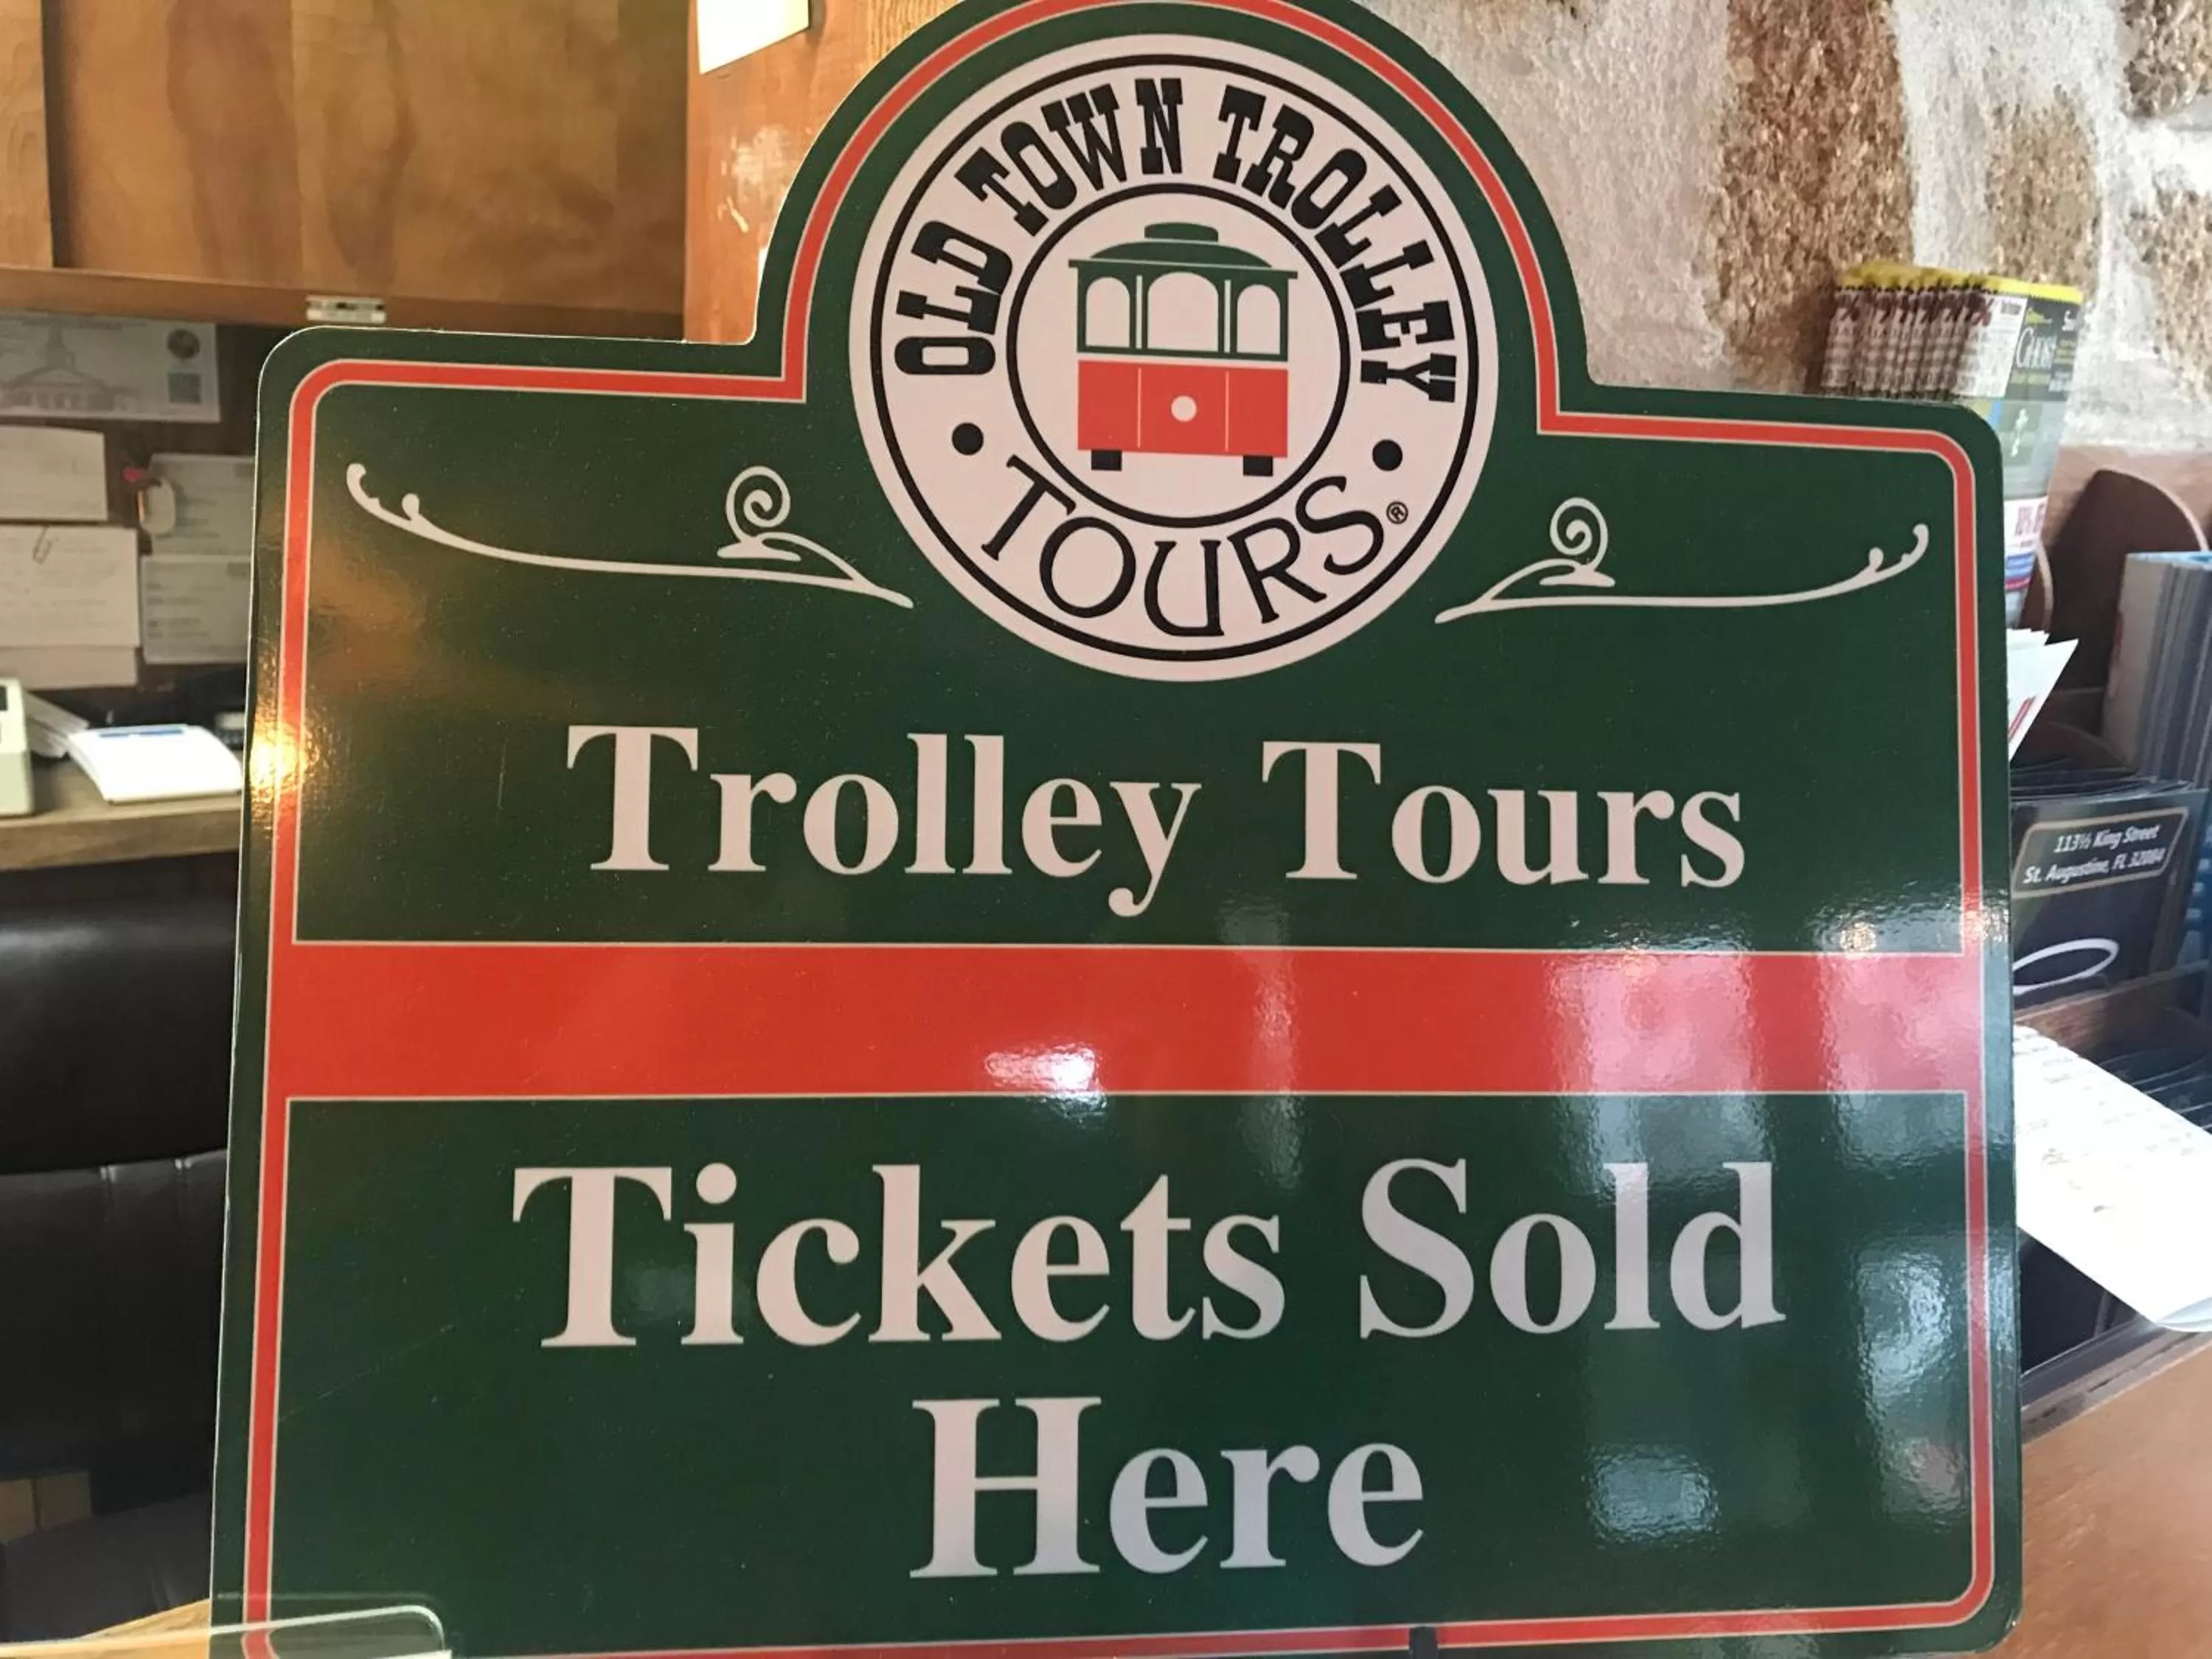 OLD TOWN TROLLEY
TOURS®
Trolley Tours
Tickets Sold
Here
113½ King Street
St. Augustine, FL 32084